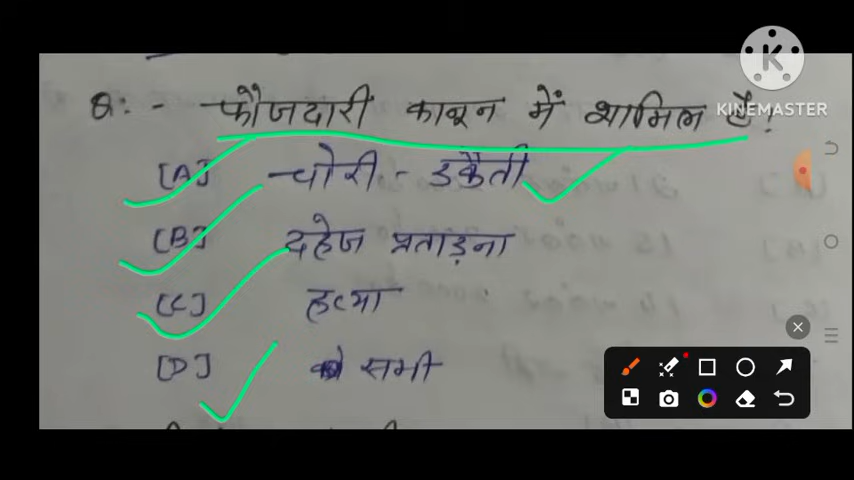 KINEMASTER
Q: - फौजदारी कानून में शामिल है!
[A] चोरी - डकैती
[B] दहेज प्रताड़ना
[C] हत्या
[D] सभी